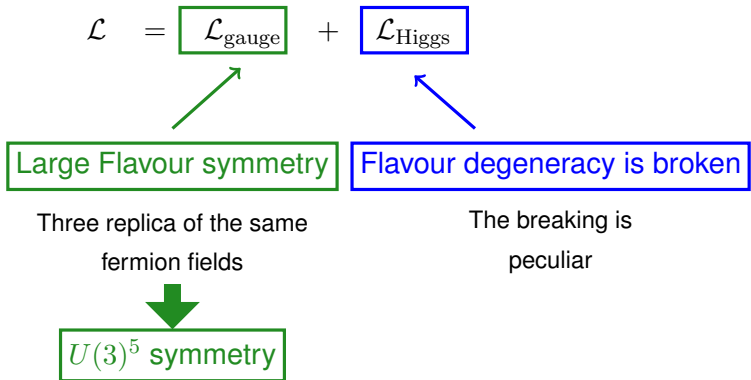 ℒ = ℒ_gauge + ℒ_Higgs
Large Flavour symmetry
Flavour degeneracy is broken
Three replica of the same
fermion fields
The breaking is
peculiar
U(3)⁵ symmetry